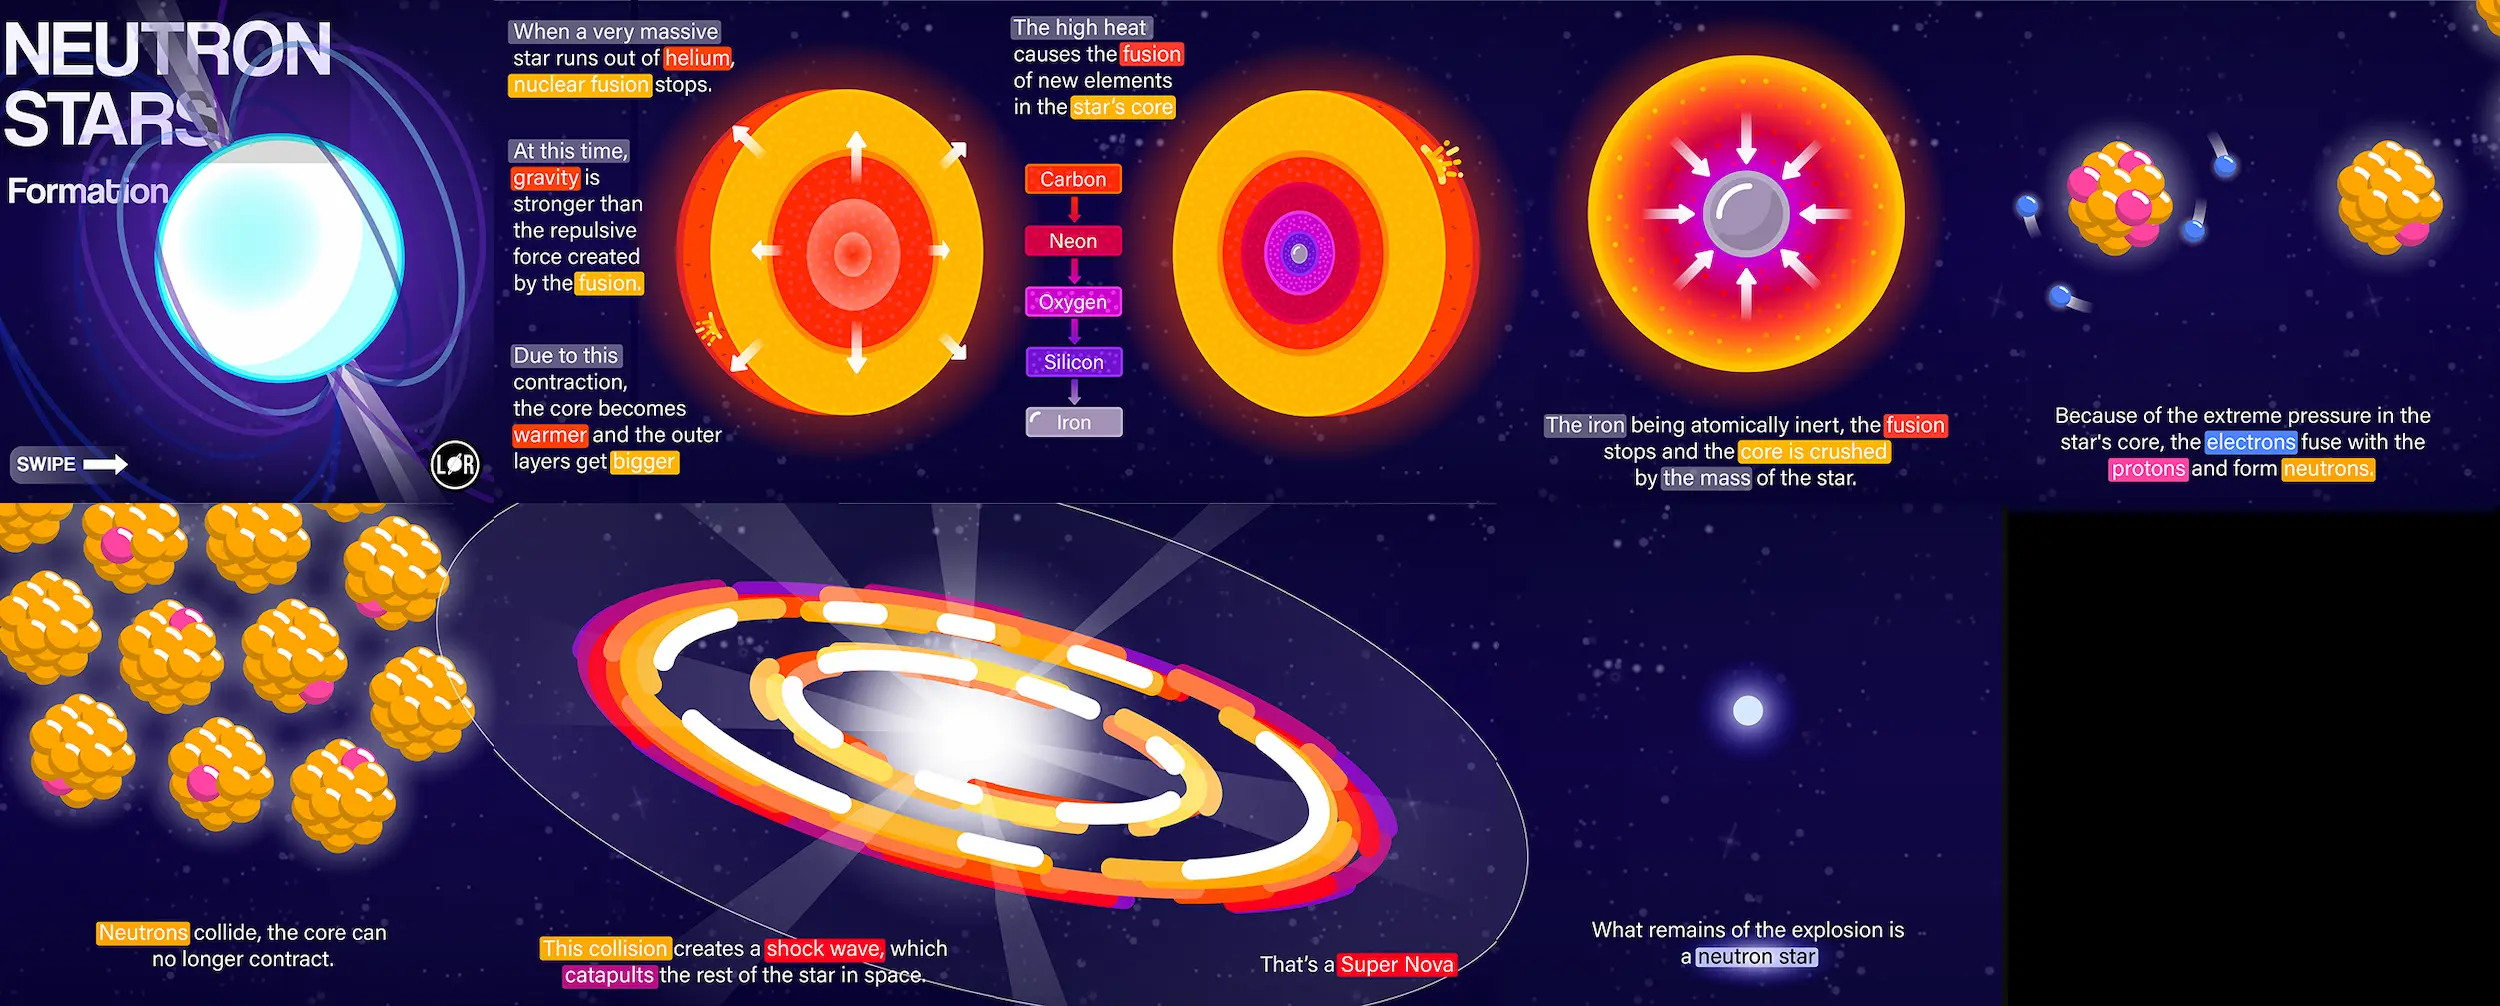 NEUTRON
STARS
Formation
SWIPE
LOR
When a very massive
star runs out of helium,
nuclear fusion stops.
At this time,
gravity is
stronger than
the repulsive
force created
by the fusion.
Due to this
contraction,
the core becomes
warmer and the outer
layers get bigger
The high heat
causes the fusion
of new elements
in the star's core
Carbon
Neon
Oxygen
Silicon
Iron
The iron being atomically inert, the fusion
stops and the core is crushed
by the mass of the star.
Because of the extreme pressure in the
star's core, the electrons fuse with the
protons and form neutrons.
Neutrons collide, the core can
no longer contract.
This collision creates a shock wave, which
catapults the rest of the star in space.
That's a Super Nova
What remains of the explosion is
a neutron star